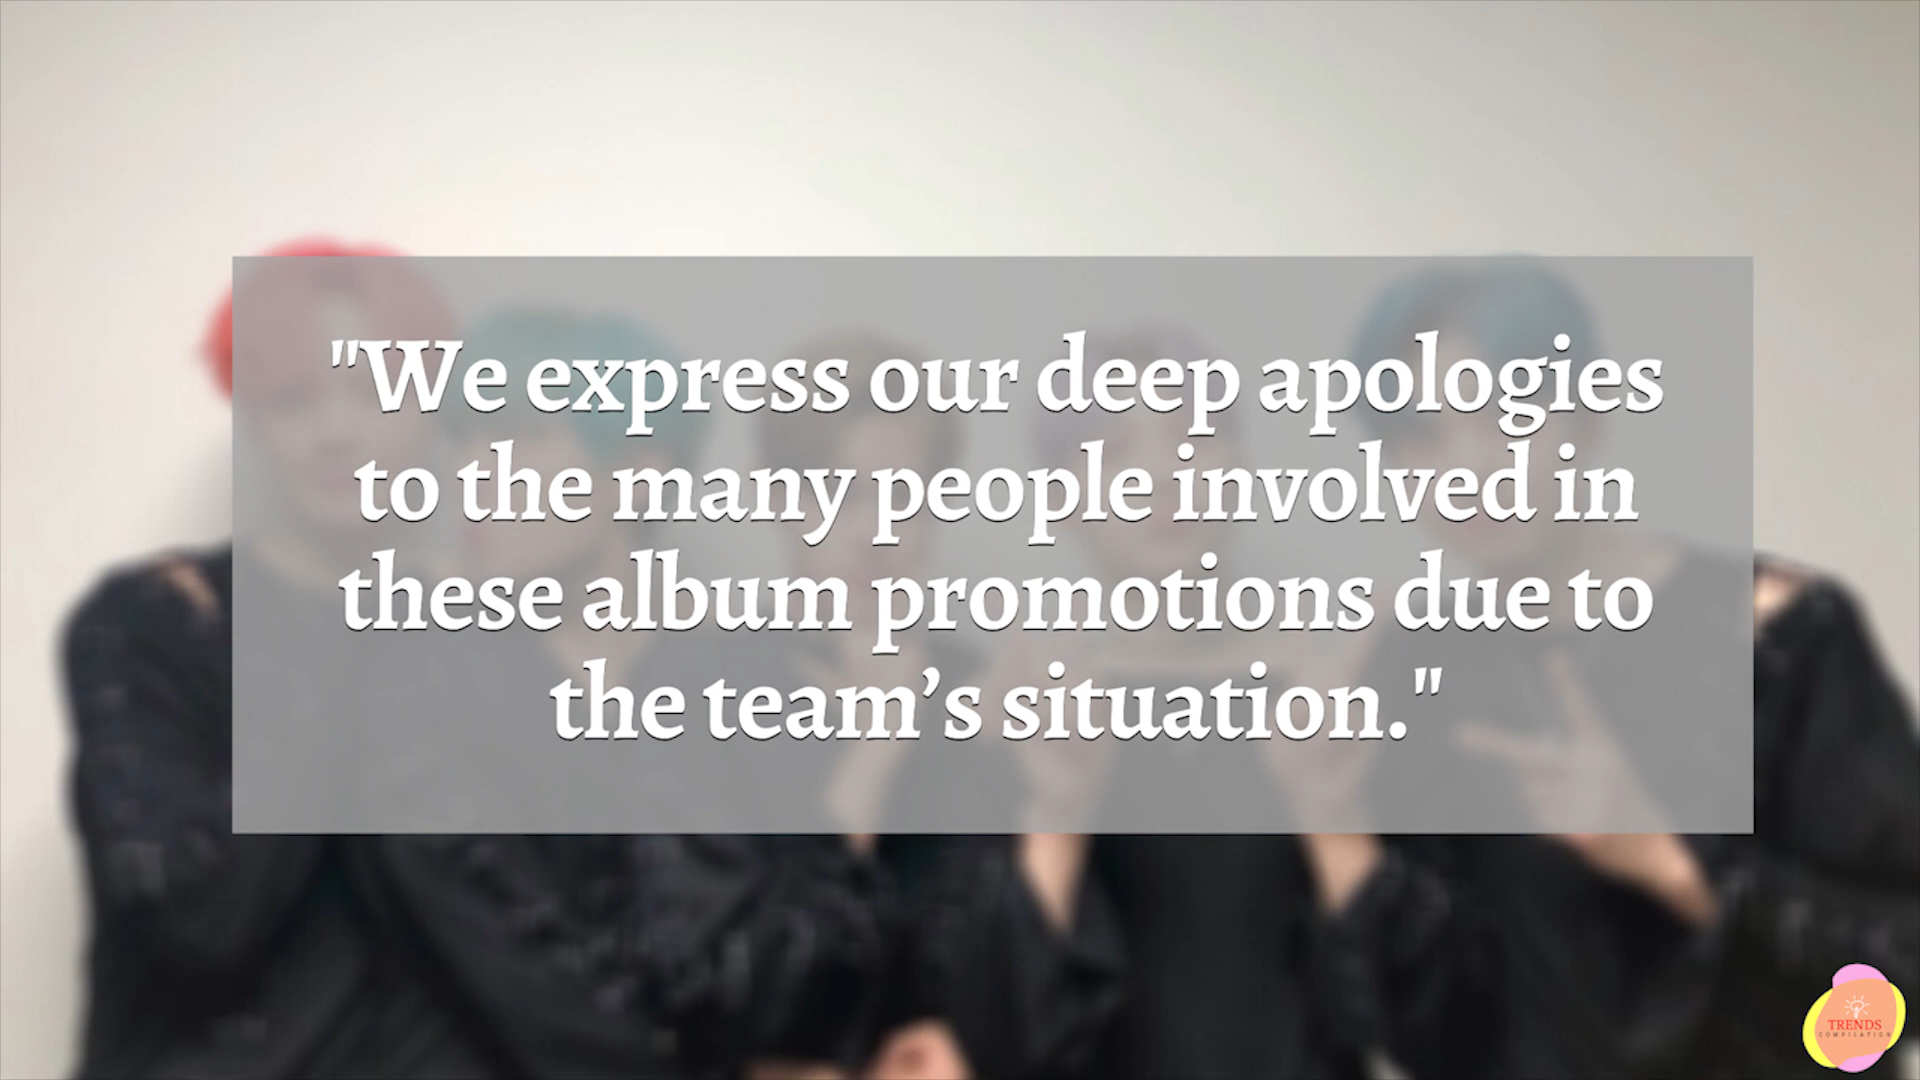 "We express our deep apologies
to the many people involved in
these album promotions due to
the team’s situation."
TRENDS
COMPILATION